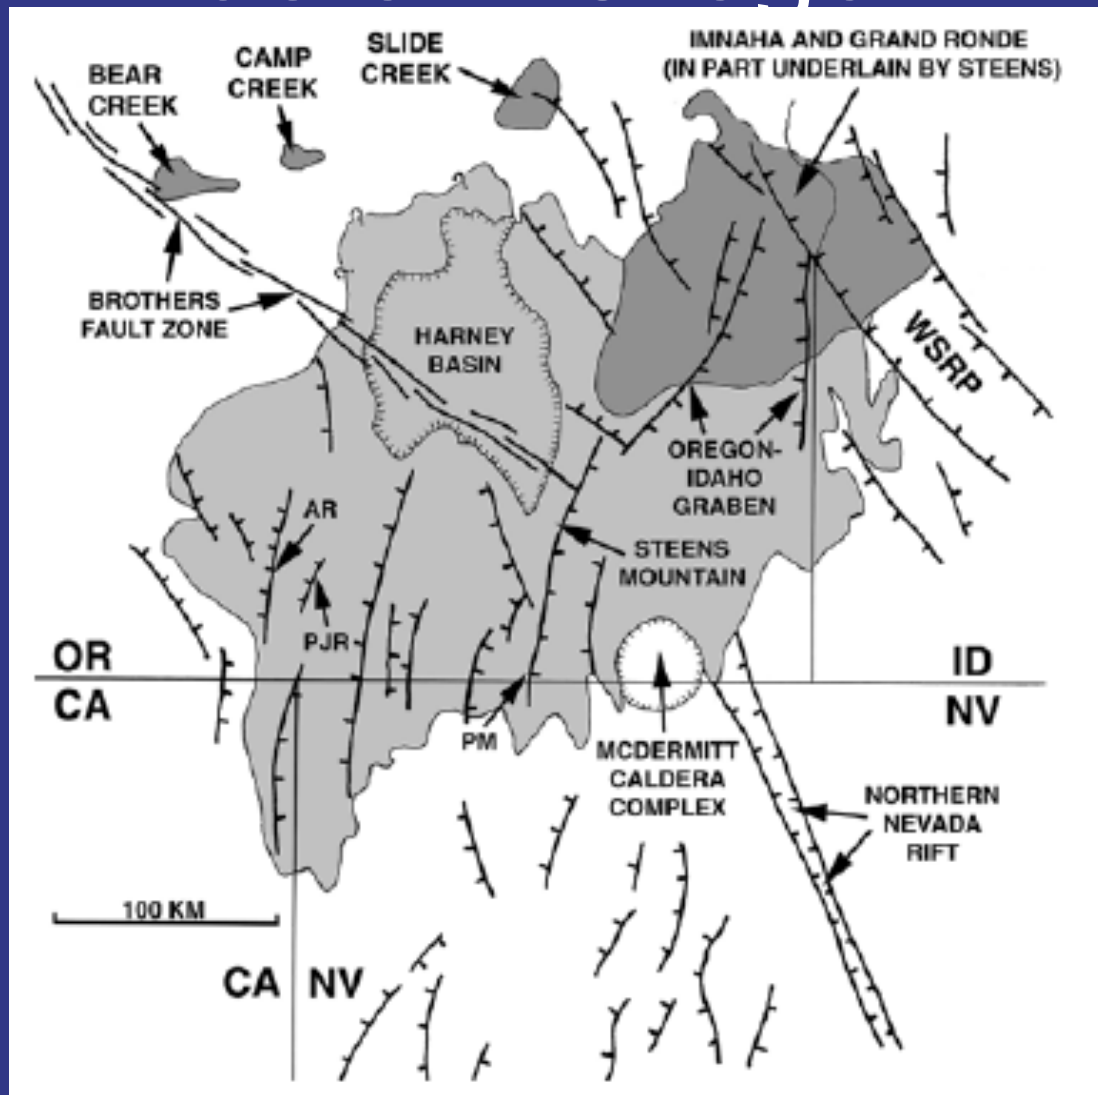 SLIDE
CREEK
IMNAHA AND GRAND RONDE
(IN PART UNDERLAIN BY STEENS)
CAMP
CREEK
BEAR
CREEK
BROTHERS
FAULT ZONE
HARNEY
BASIN
WSRP
OREGON-
IDAHO
GRABEN
AR
STEENS
MOUNTAIN
PJR
OR
CA
ID
NV
PM
MCDERMITT
CALDERA
COMPLEX
NORTHERN
NEVADA
RIFT
100 KM
CA
NV